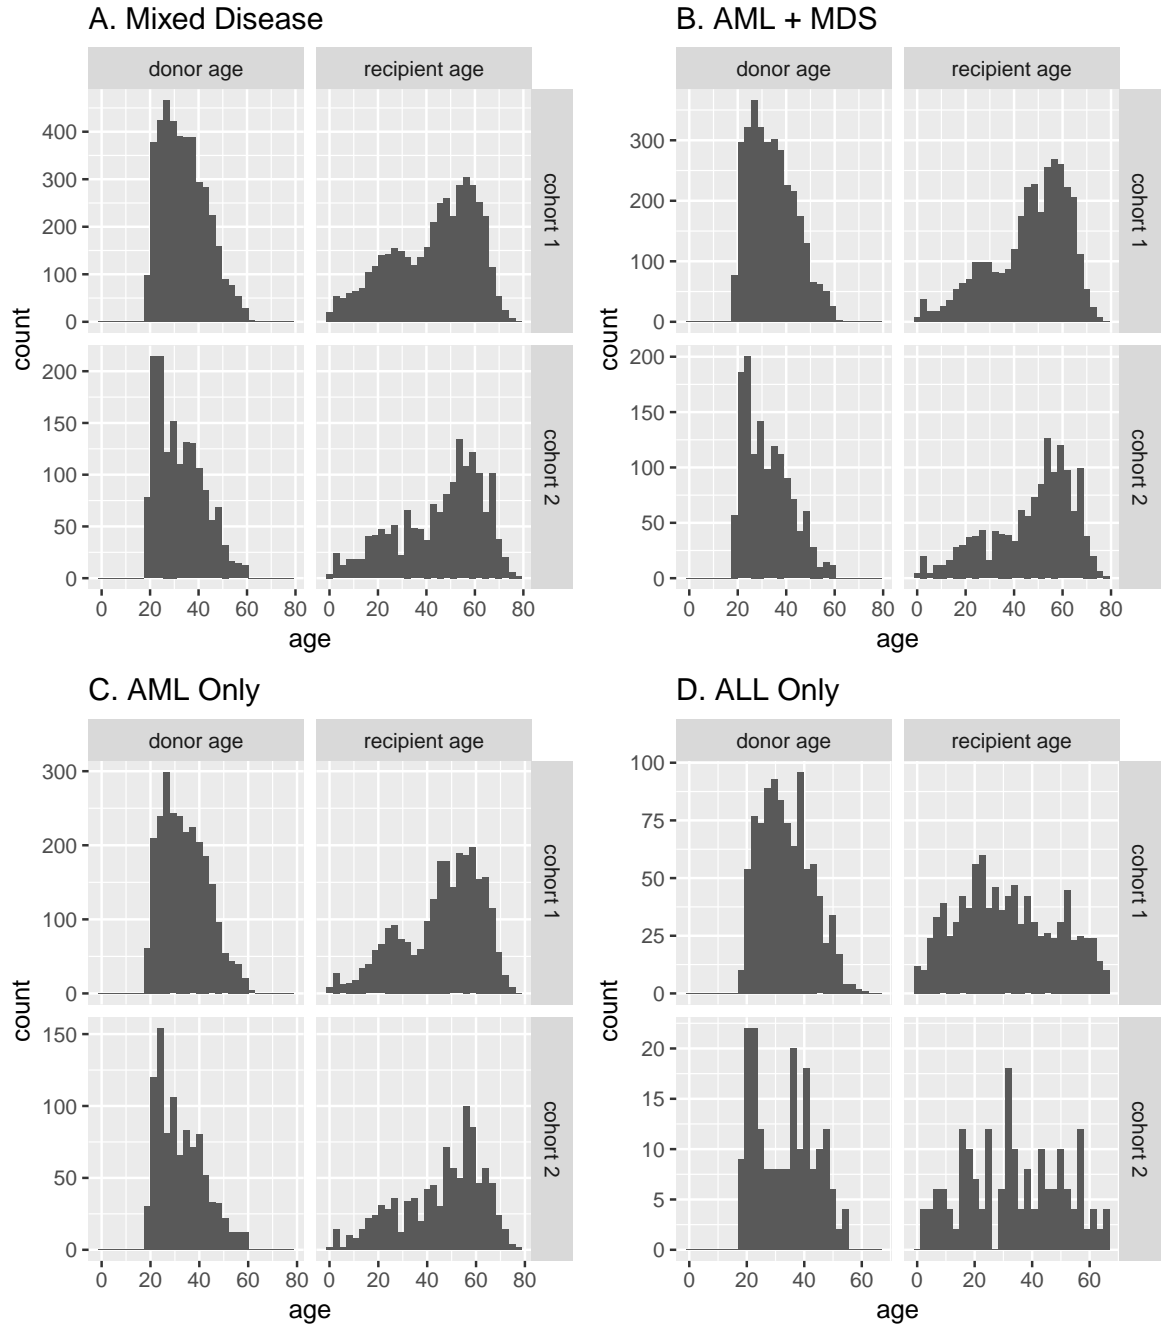 A. Mixed Disease
donor age
recipient age
400
300
200
100
0
cohort 1
200
150
100
50
0
cohort 2
count
0 20 40 60 80
0 20 40 60 80
age
B. AML + MDS
donor age
recipient age
300
200
100
0
cohort 1
200
150
100
50
0
cohort 2
count
0 20 40 60 80
0 20 40 60 80
age
C. AML Only
donor age
recipient age
300
200
100
0
cohort 1
150
100
50
0
cohort 2
count
0 20 40 60 80
0 20 40 60 80
age
D. ALL Only
donor age
recipient age
100
75
50
25
0
cohort 1
20
15
10
5
0
cohort 2
count
0 20 40 60
0 20 40 60
age